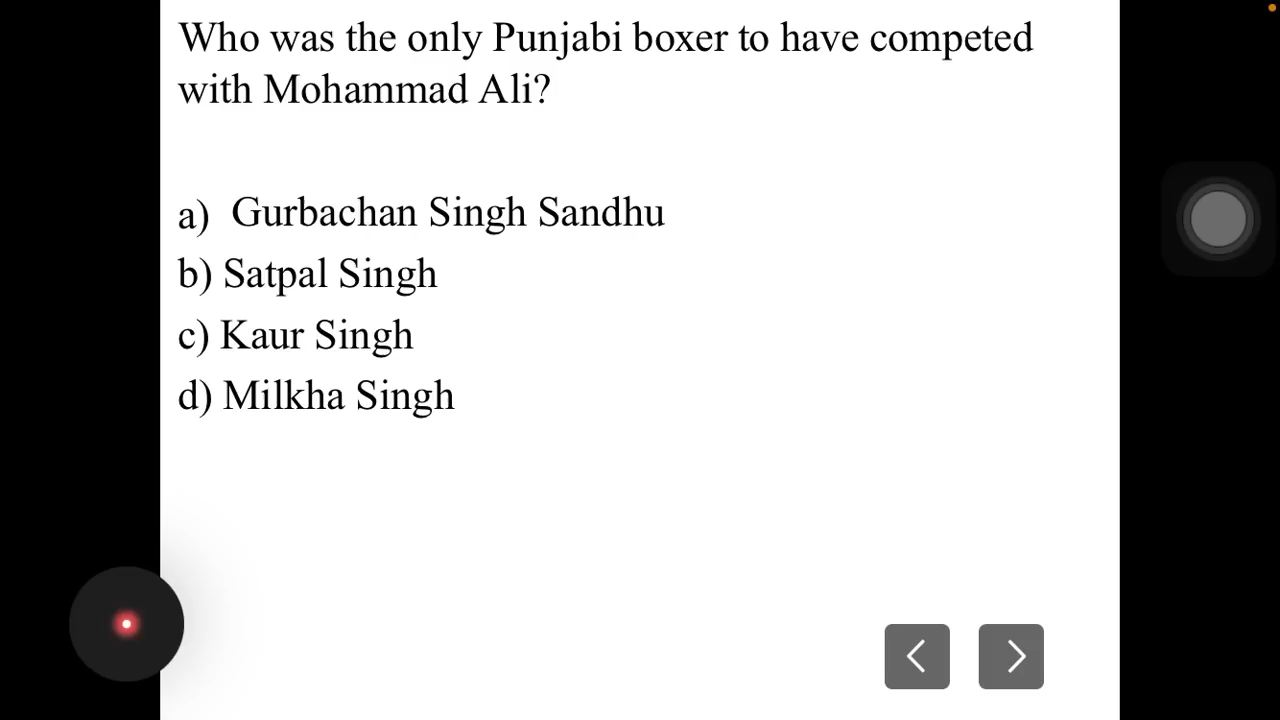 Who was the only Punjabi boxer to have competed
with Mohammad Ali?
a) Gurbachan Singh Sandhu
b) Satpal Singh
c) Kaur Singh
d) Milkha Singh